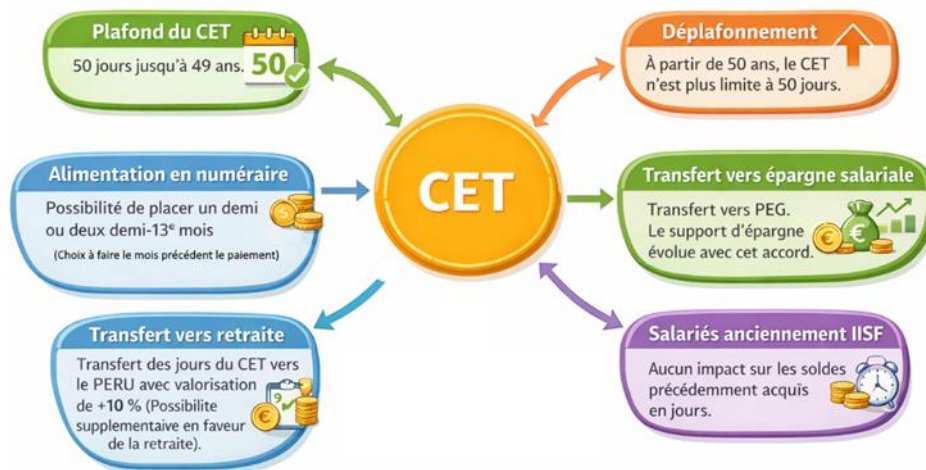 Plafond du CET
50 jours jusqu'à 49 ans.
50
Déplafonnement
À partir de 50 ans, le CET
n'est plus limite à 50 jours.
Alimentation en numéraire
Possibilité de placer un demi
ou deux demi-13e mois
(Choix à faire le mois précédent le paiement)
CET
Transfert vers épargne salariale
Transfert vers PEG.
Le support d'épargne
évolue avec cet accord.
Transfert vers retraite
Transfert des jours du CET vers
le PERU avec valorisation
de +10 % (Possibilite
supplementaive en faveur
de la retraite).
9
Salariés anciennement IISF
Aucun impact sur les soldes
précédemment acquis
en jours.